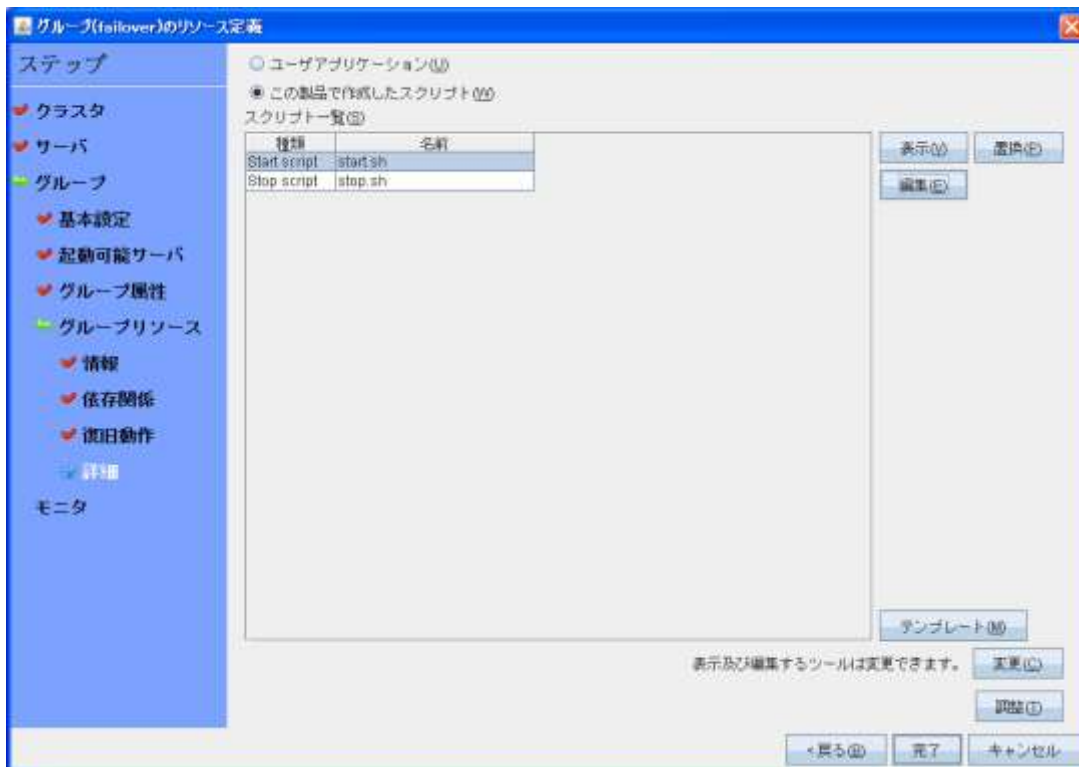 グループ(failover)のリソース定義
ステップ
クラスタ
サーバ
グループ
基本設定
起動可能サーバ
グループ属性
グループリソース
情報
依存関係
復旧動作
詳細
モニタ
ユーザアプリケーション(U)
この製品で作成したスクリプト(W)
スクリプト一覧(S)
種類 名前
Start script start.sh
Stop script stop.sh
表示(V) 置換(P)
編集(E)
テンプレート(M)
表示及び編集するツールは変更できます。 変更(C)
調整(T)
<戻る(B) 完了 キャンセル